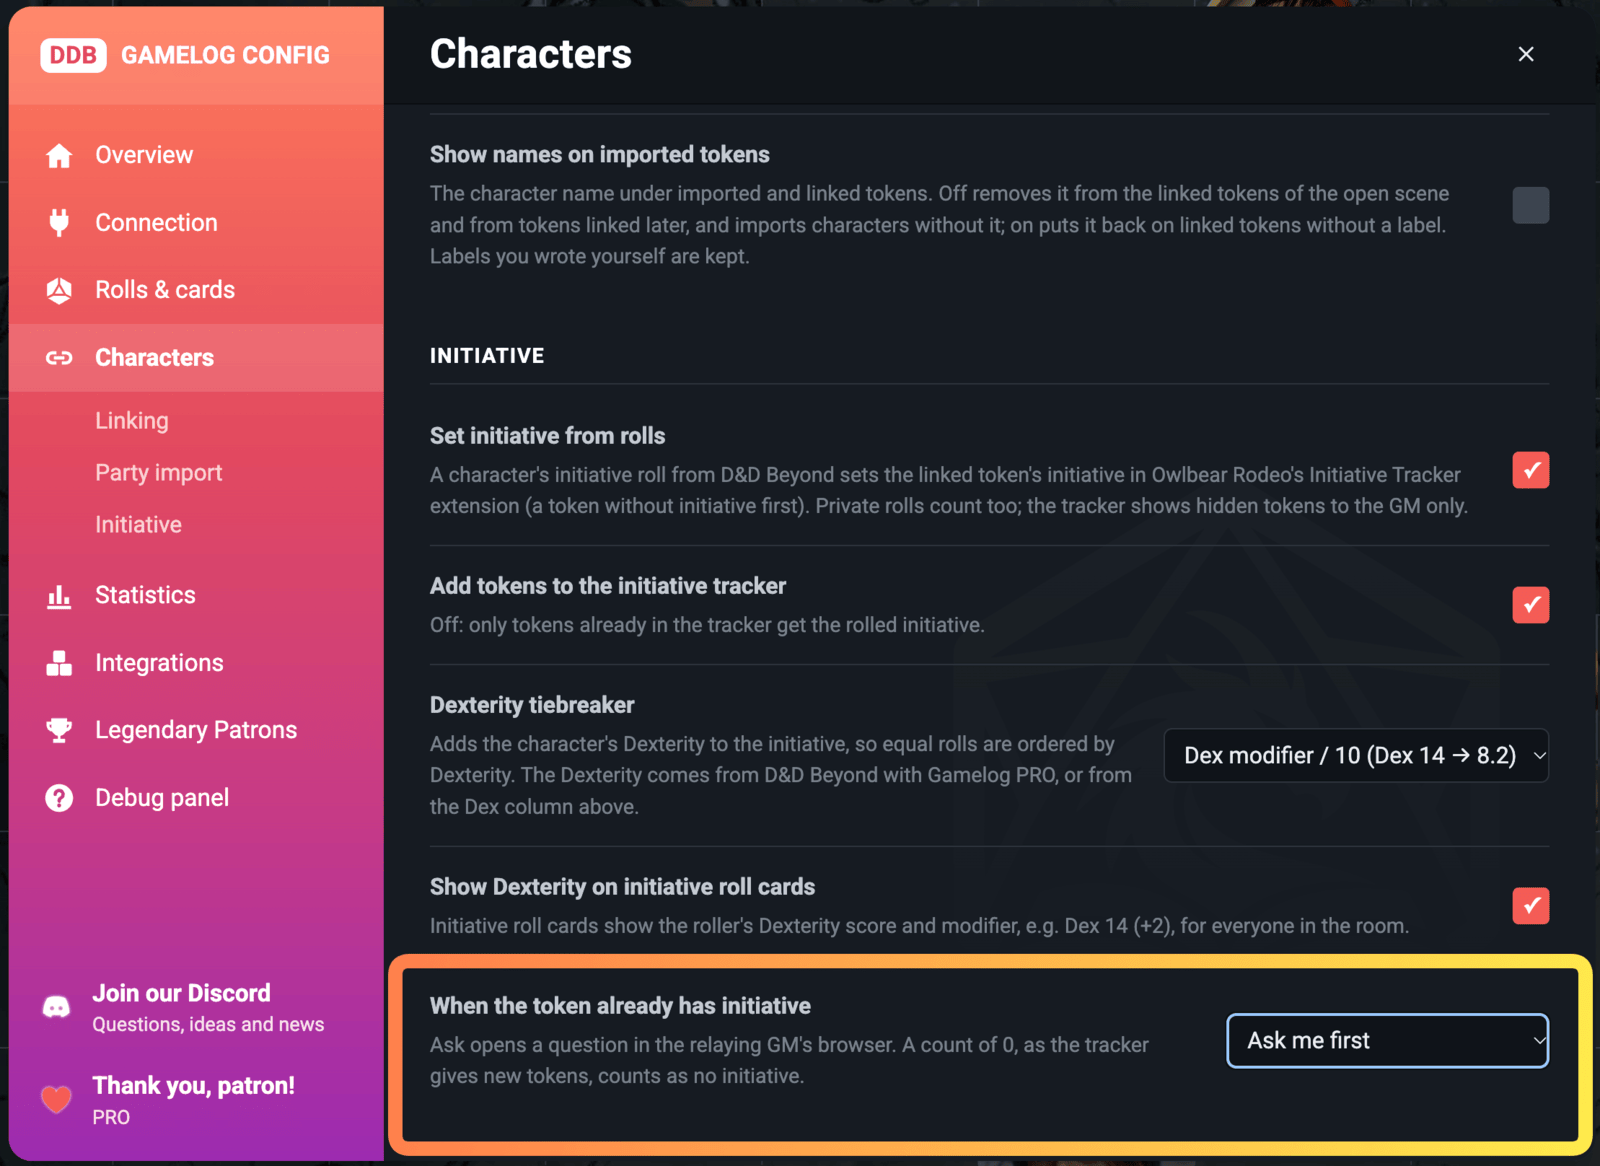 DDB GAMELOG CONFIG
Overview
Connection
Rolls & cards
Characters
Linking
Party import
Initiative
Statistics
Integrations
Legendary Patrons
Debug panel
Join our Discord
Questions, ideas and news
Thank you, patron!
PRO
Characters
Show names on imported tokens
The character name under imported and linked tokens. Off removes it from the linked tokens of the open scene
and from tokens linked later, and imports characters without it; on puts it back on linked tokens without a label.
Labels you wrote yourself are kept.
INITIATIVE
Set initiative from rolls
A character's initiative roll from D&D Beyond sets the linked token's initiative in Owlbear Rodeo's Initiative Tracker
extension (a token without initiative first). Private rolls count too; the tracker shows hidden tokens to the GM only.
Add tokens to the initiative tracker
Off: only tokens already in the tracker get the rolled initiative.
Dexterity tiebreaker
Adds the character's Dexterity to the initiative, so equal rolls are ordered by
Dexterity. The Dexterity comes from D&D Beyond with Gamelog PRO, or from
the Dex column above.
Dex modifier / 10 (Dex 14 → 8.2)
Show Dexterity on initiative roll cards
Initiative roll cards show the roller's Dexterity score and modifier, e.g. Dex 14 (+2), for everyone in the room.
When the token already has initiative
Ask opens a question in the relaying GM's browser. A count of 0, as the tracker
gives new tokens, counts as no initiative.
Ask me first